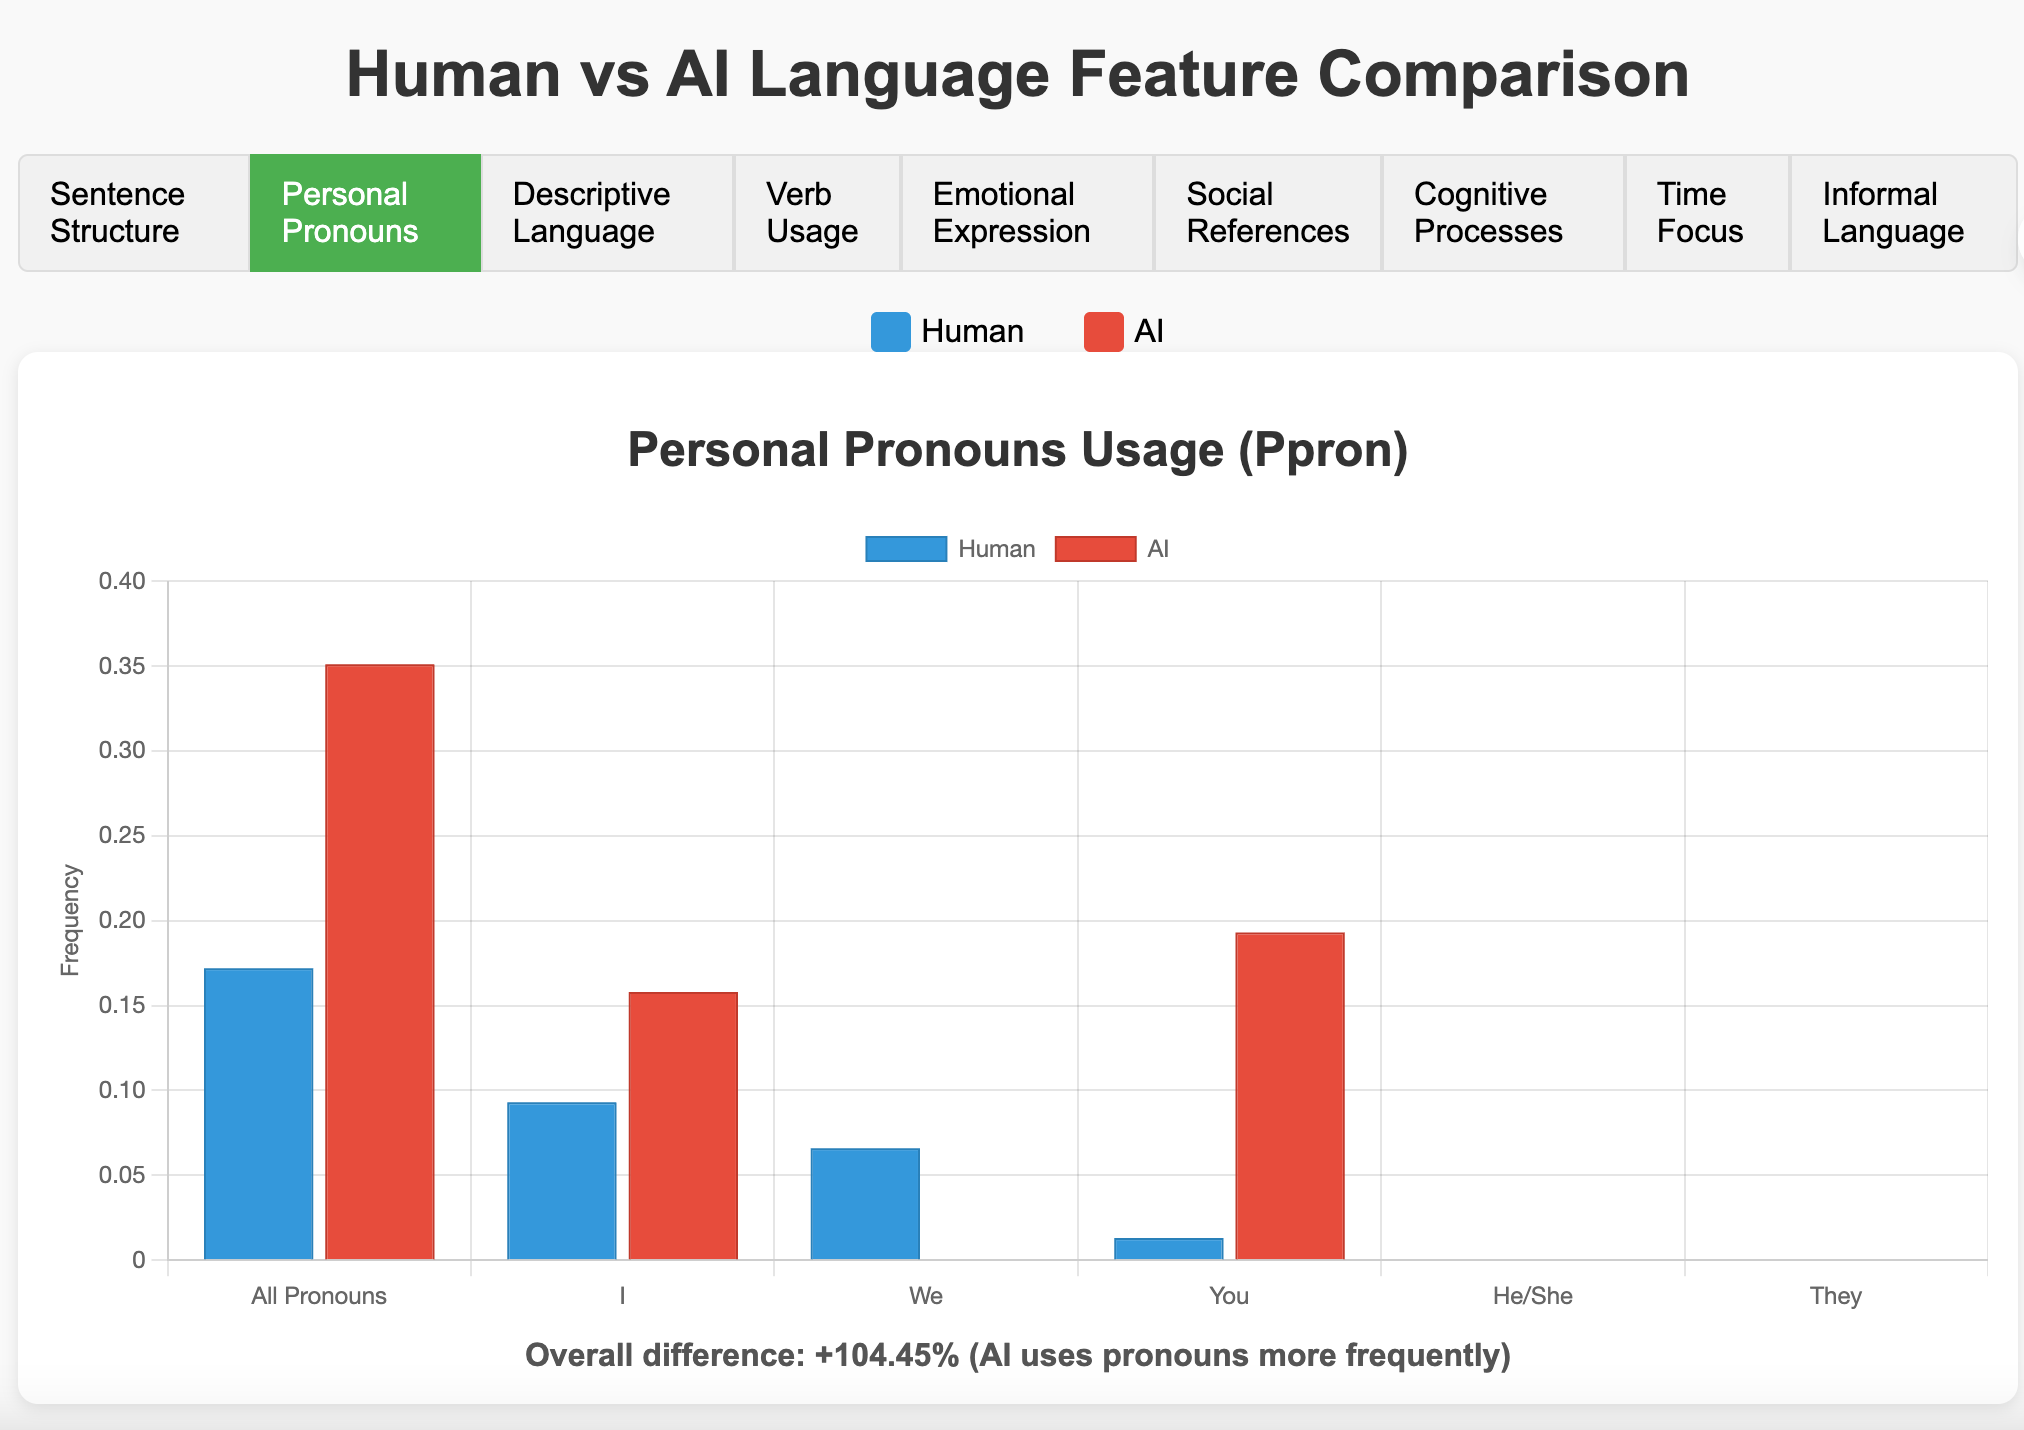 Human vs AI Language Feature Comparison
Sentence
Structure
Personal
Pronouns
Descriptive
Language
Verb
Usage
Emotional
Expression
Social
References
Cognitive
Processes
Time
Focus
Informal
Language
Human
AI
Personal Pronouns Usage (Ppron)
Human
AI
Frequency
0.40
0.35
0.30
0.25
0.20
0.15
0.10
0.05
0
All Pronouns
I
We
You
He/She
They
Overall difference: +104.45% (AI uses pronouns more frequently)